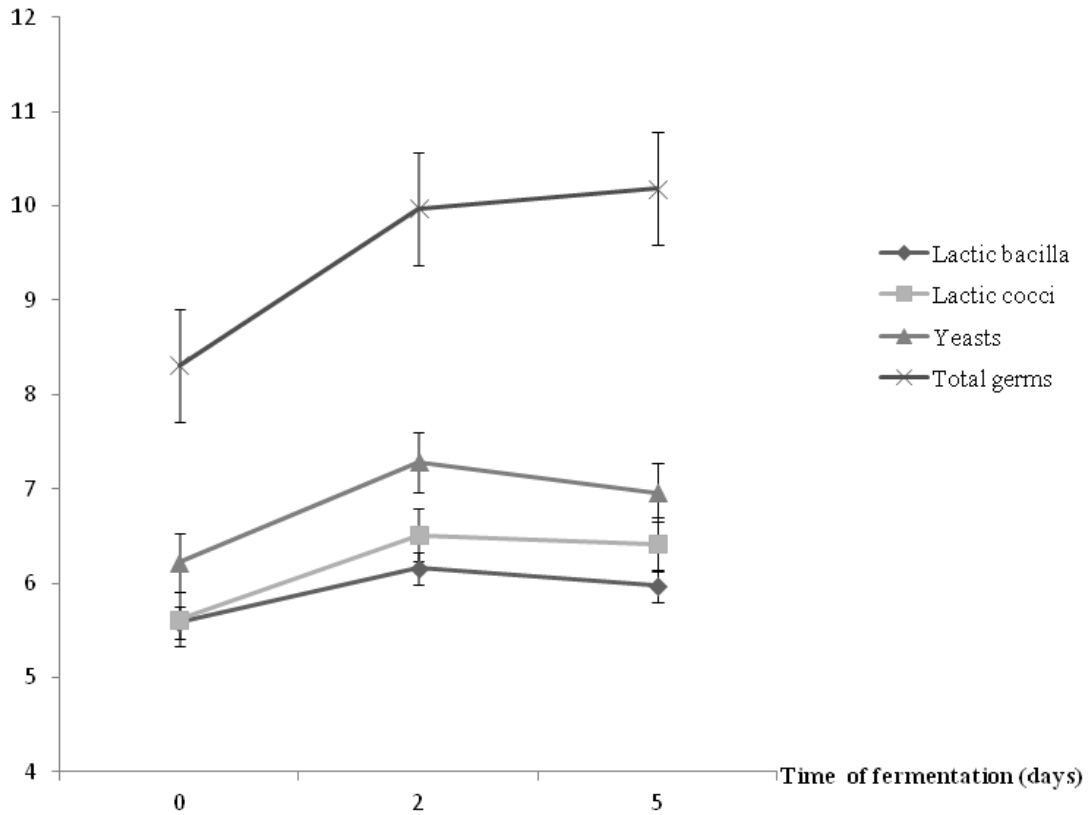 12
11
10
9
8
7
6
5
4
0
2
5
Time of fermentation (days)
Lactic bacilla
Lactic cocci
Yeasts
Total germs